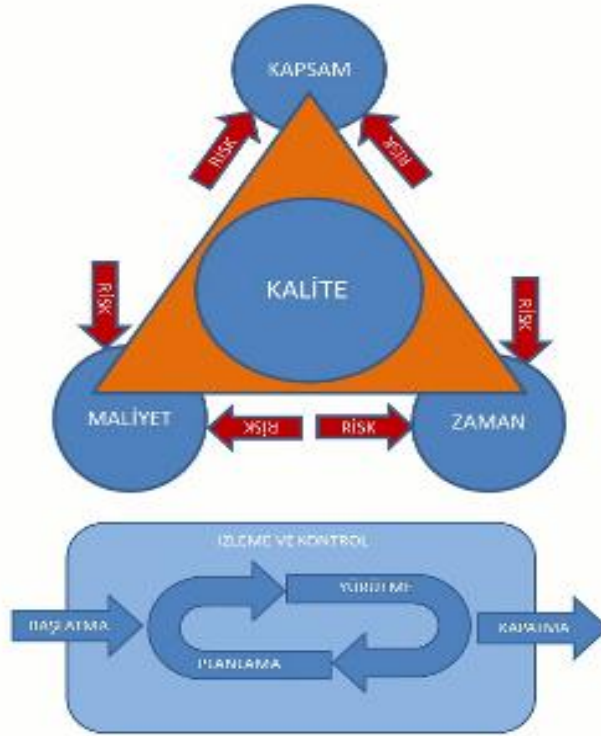 KAPSAM
RİSK
RİSK
KALİTE
RİSK
RİSK
MALİYET
RİSK
RİSK
ZAMAN
İZLEME VE KONTROL
YÜRÜTME
BAŞLATMA
KAPATMA
PLANLAMA